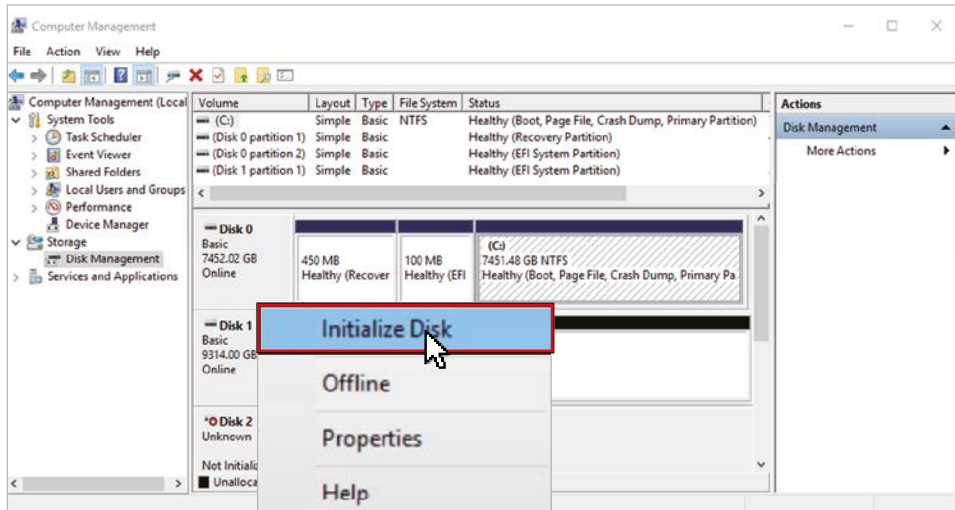 Computer Management
File Action View Help
Computer Management (Local
System Tools
Task Scheduler
Event Viewer
Shared Folders
Local Users and Groups
Performance
Device Manager
Storage
Disk Management
Services and Applications
Volume Layout Type File System Status
(C:) Simple Basic NTFS Healthy (Boot, Page File, Crash Dump, Primary Partition)
(Disk 0 partition 1) Simple Basic Healthy (Recovery Partition)
(Disk 0 partition 2) Simple Basic Healthy (EFI System Partition)
(Disk 1 partition 1) Simple Basic Healthy (EFI System Partition)
Disk 0
Basic
7452.02 GB
Online
450 MB
Healthy (Recover
100 MB
Healthy (EFI
(C:)
7451.48 GB NTFS
Healthy (Boot, Page File, Crash Dump, Primary Pa
Disk 1
Basic
9314.00 GB
Online
Disk 2
Unknown
Not Initializ
Unalloca
Initialize Disk
Offline
Properties
Help
Actions
Disk Management
More Actions